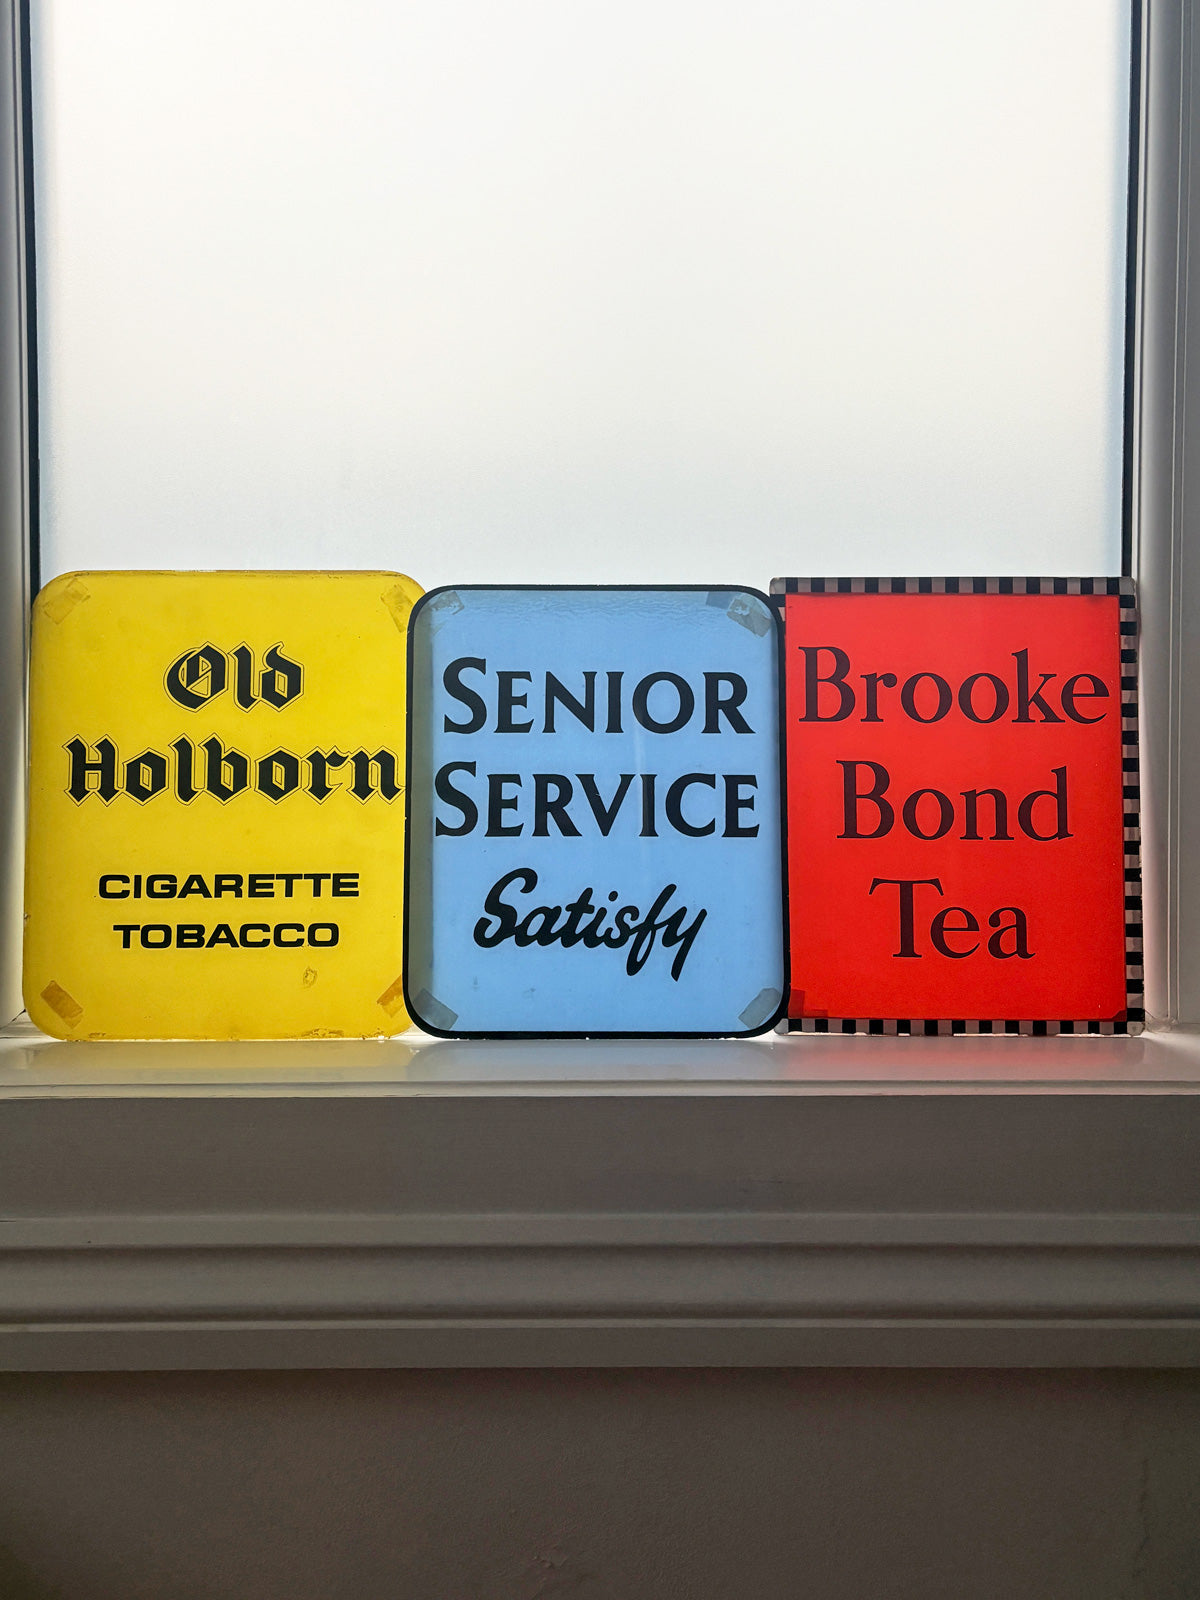 Old
Holborn
CIGARETTE
TOBACCO
SENIOR
SERVICE
Satisfy
Brooke
Bond
Tea